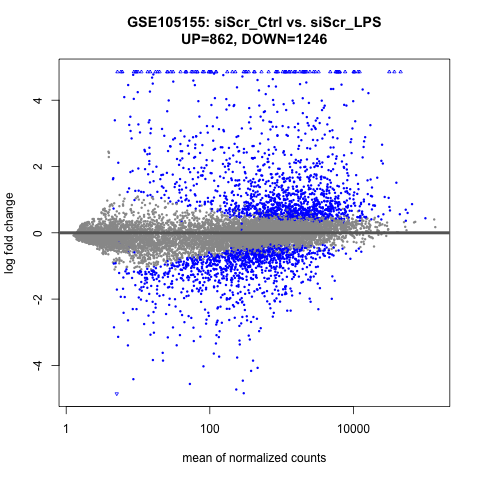 GSE105155: siScr_Ctrl vs. siScr_LPS
UP=862, DOWN=1246
log fold change
4
2
0
-2
-4
1
100
10000
mean of normalized counts